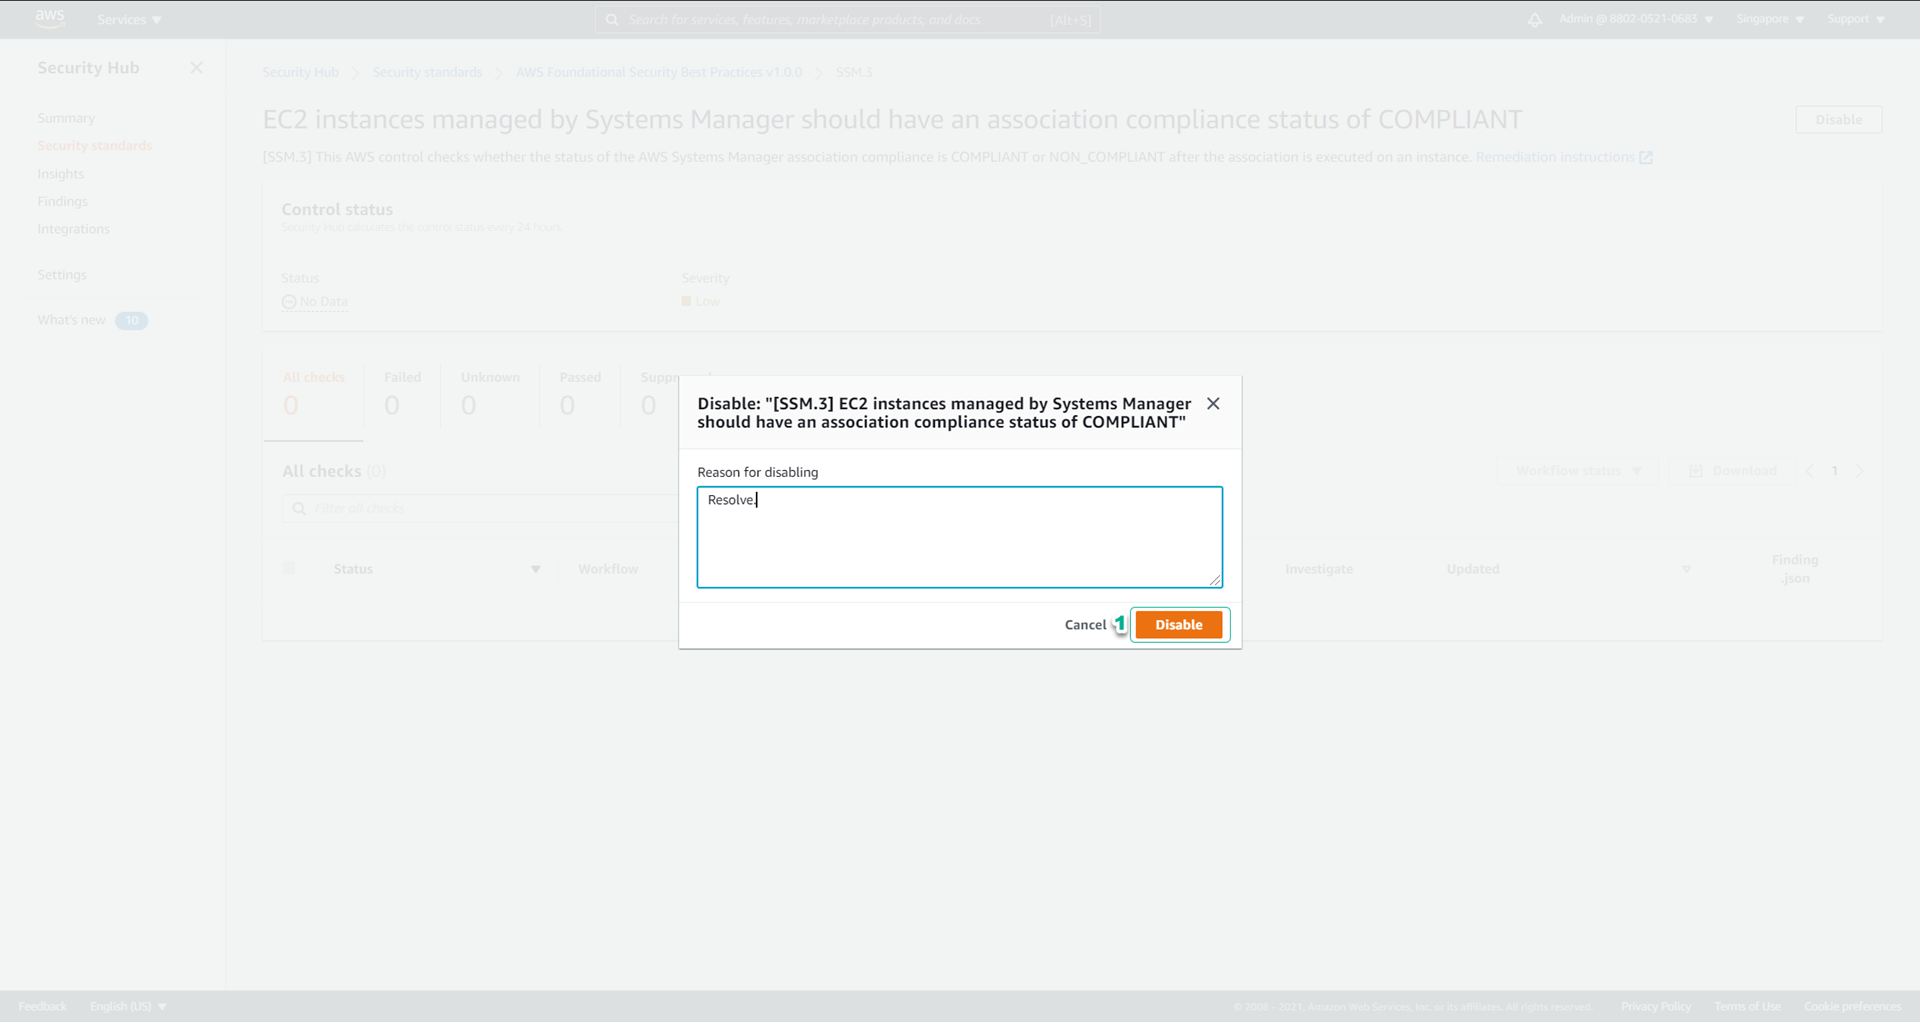 aws
Services
Search for services, features, marketplace products, and docs
[Alt+S]
Admin @ 8802-0521-0683
Singapore
Support
Security Hub
Summary
Security standards
Insights
Findings
Integrations
Settings
What's new 10
Security Hub
Security standards
AWS Foundational Security Best Practices v1.0.0
SSM.3
EC2 instances managed by Systems Manager should have an association compliance status of COMPLIANT
Disable
[SSM.3] This AWS control checks whether the status of the AWS Systems Manager association compliance is COMPLIANT or NON_COMPLIANT after the association is executed on an instance. Remediation instructions
Control status
Security Hub calculates the control status every 24 hours.
Status
No Data
Severity
Low
All checks
0
Failed
0
Unknown
0
Passed
0
0
All checks (0)
Workflow status
Download
1
Filter all checks
Status
Workflow
Investigate
Updated
Finding
.json
Disable: "[SSM.3] EC2 instances managed by Systems Manager
should have an association compliance status of COMPLIANT"
Reason for disabling
Resolve.
Cancel
1
Disable
Feedback
English (US)
© 2008 - 2021, Amazon Web Services, Inc. or its affiliates. All rights reserved.
Privacy Policy
Terms of Use
Cookie preferences